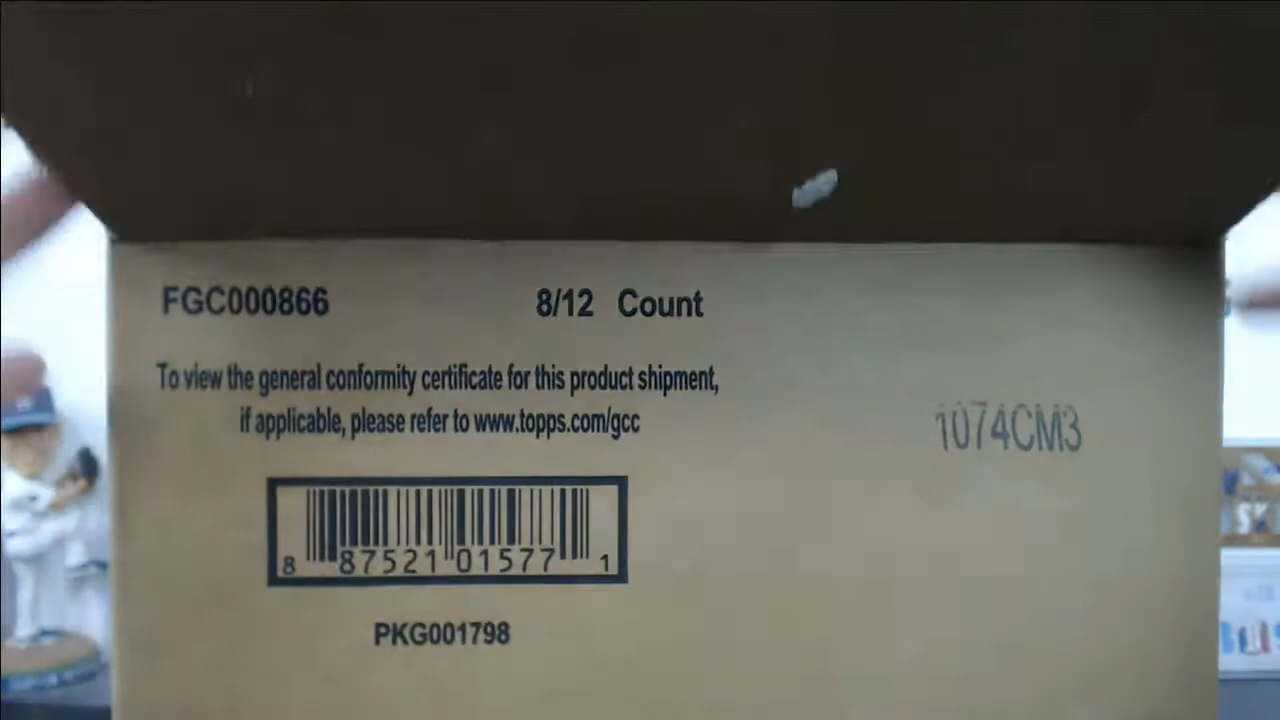 FGC000866 8/12 Count
To view the general conformity certificate for this product shipment,
if applicable, please refer to www.topps.com/gcc
1074CM3
8 87521 01577 1
PKG001798